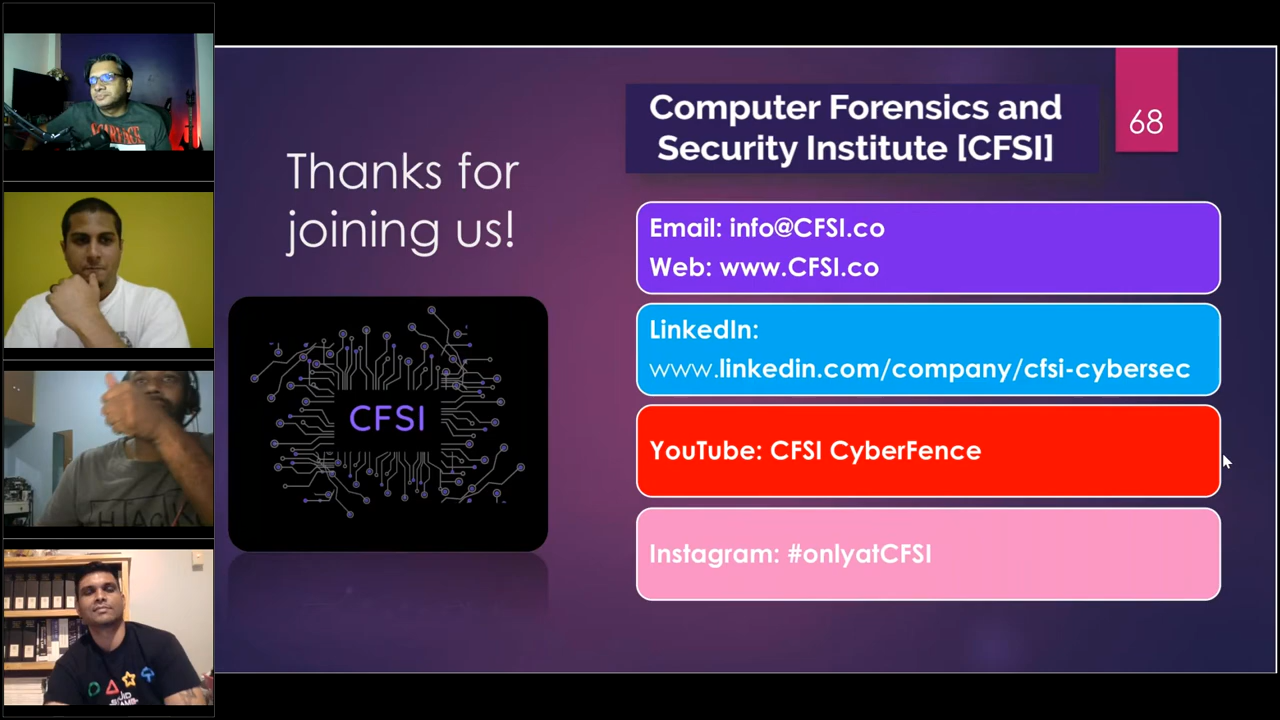 Thanks for
joining us!
CFSI
Computer Forensics and
Security Institute [CFSI]
68
Email: info@CFSI.co
Web: www.CFSI.co
LinkedIn:
www.linkedin.com/company/cfsi-cybersec
YouTube: CFSI CyberFence
Instagram: #onlyatCFSI
SCARFACE